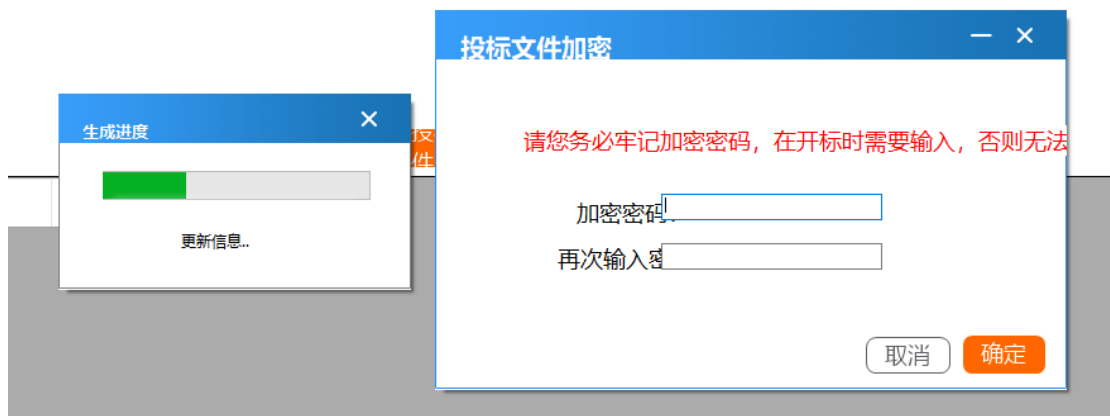 投标文件加密
生成进度
请您务必牢记加密密码，在开标时需要输入，否则无法
加密密码:
再次输入密
更新信息..
取消
确定